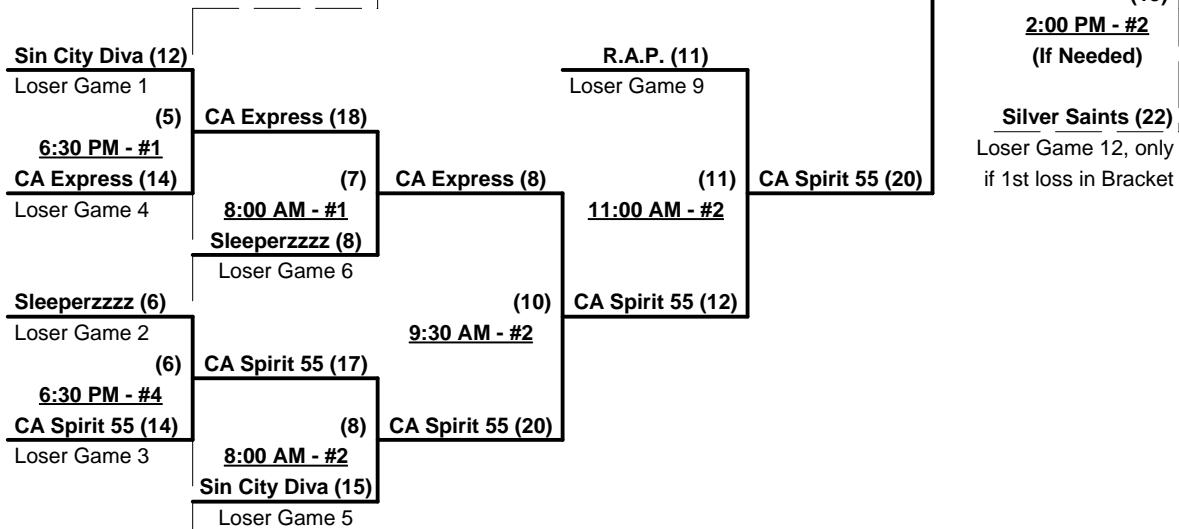 2:00 PM - #2
(If Needed)
Sin City Diva (12)
R.A.P. (11)
Loser Game 1
Loser Game 9
(5)
CA Express (18)
Silver Saints (22)
6:30 PM - #1
Loser Game 12, only
CA Express (14)
(7)
CA Express (8)
(11)
CA Spirit 55 (20)
if 1st loss in Bracket
Loser Game 4
8:00 AM - #1
11:00 AM - #2
Sleeperzzzz (8)
Loser Game 6
Sleeperzzzz (6)
(10)
CA Spirit 55 (12)
Loser Game 2
9:30 AM - #2
(6)
CA Spirit 55 (17)
6:30 PM - #4
CA Spirit 55 (14)
(8)
CA Spirit 55 (20)
Loser Game 3
8:00 AM - #2
Sin City Diva (15)
Loser Game 5